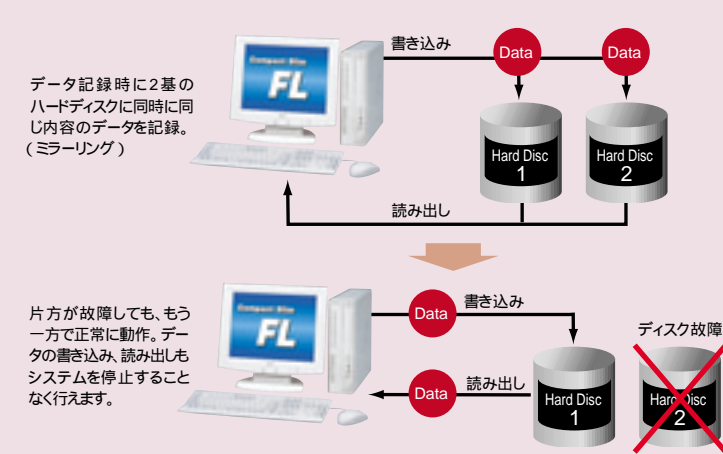 書き込み
Data
Data
データ記録時に2基の
ハードディスクに同時に同
じ内容のデータを記録。
(ミラーリング)
Compact Slim
FL
Hard Disc
1
Hard Disc
2
読み出し
片方が故障しても、もう
一方で正常に動作。デー
タの書き込み、読み出しも
システムを停止すること
なく行えます。
Compact Slim
FL
Data
書き込み
ディスク故障
Data
読み出し
Hard Disc
1
Hard Disc
2